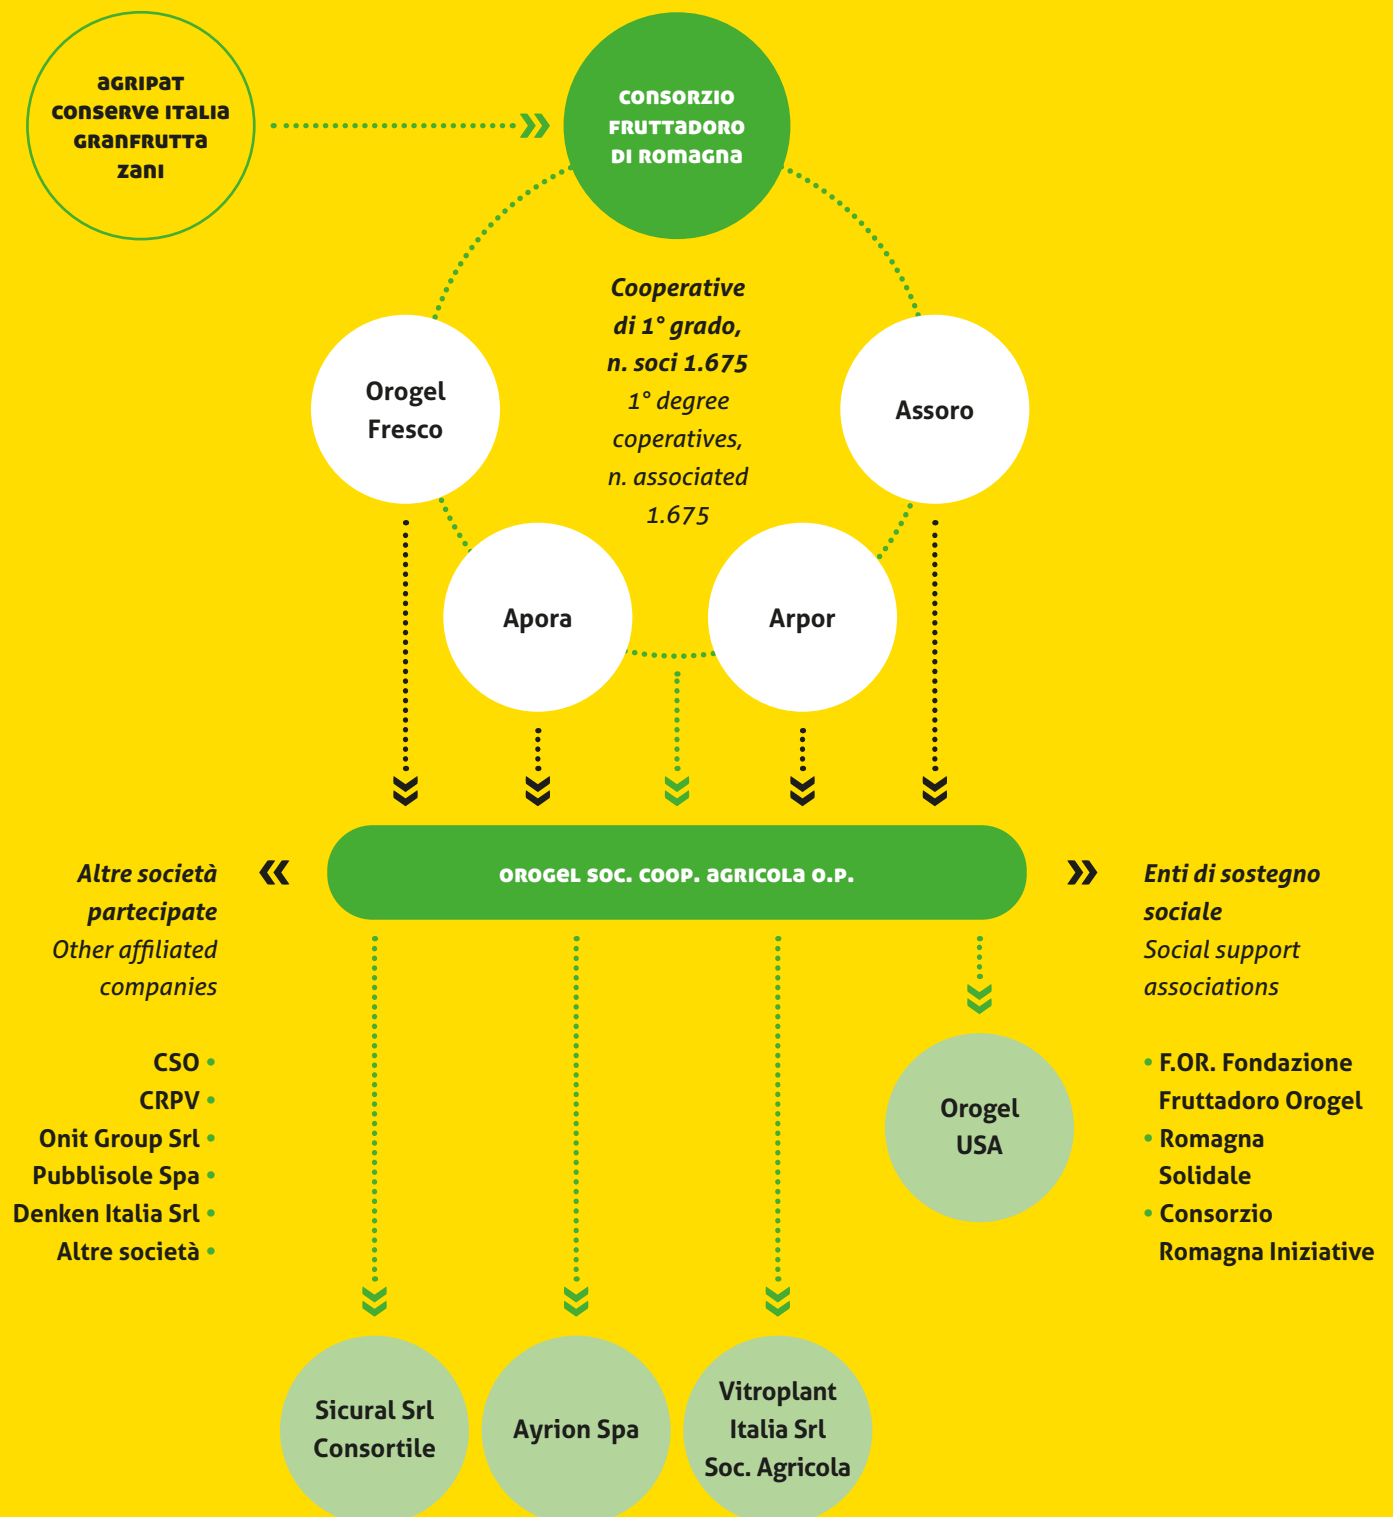 AGRIPAT
CONSERVE ITALIA
GRANFRUTTA
ZANI
CONSORZIO
FRUTTADORO
DI ROMAGNA
Cooperative
di 1° grado,
n. soci 1.675
1° degree
coperatives,
n. associated
1.675
Orogel
Fresco
Assoro
Apora
Arpor
OROGEL SOC. COOP. AGRICOLA O.P.
Altre società
partecipate
Other affiliated
companies
CSO •
CRPV •
Onit Group Srl •
Pubblisole Spa •
Denken Italia Srl •
Altre società •
Enti di sostegno
sociale
Social support
associations
• F.OR. Fondazione
Fruttadoro Orogel
• Romagna
Solidale
• Consorzio
Romagna Iniziative
Orogel
USA
Sicural Srl
Consortile
Ayrion Spa
Vitroplant
Italia Srl
Soc. Agricola